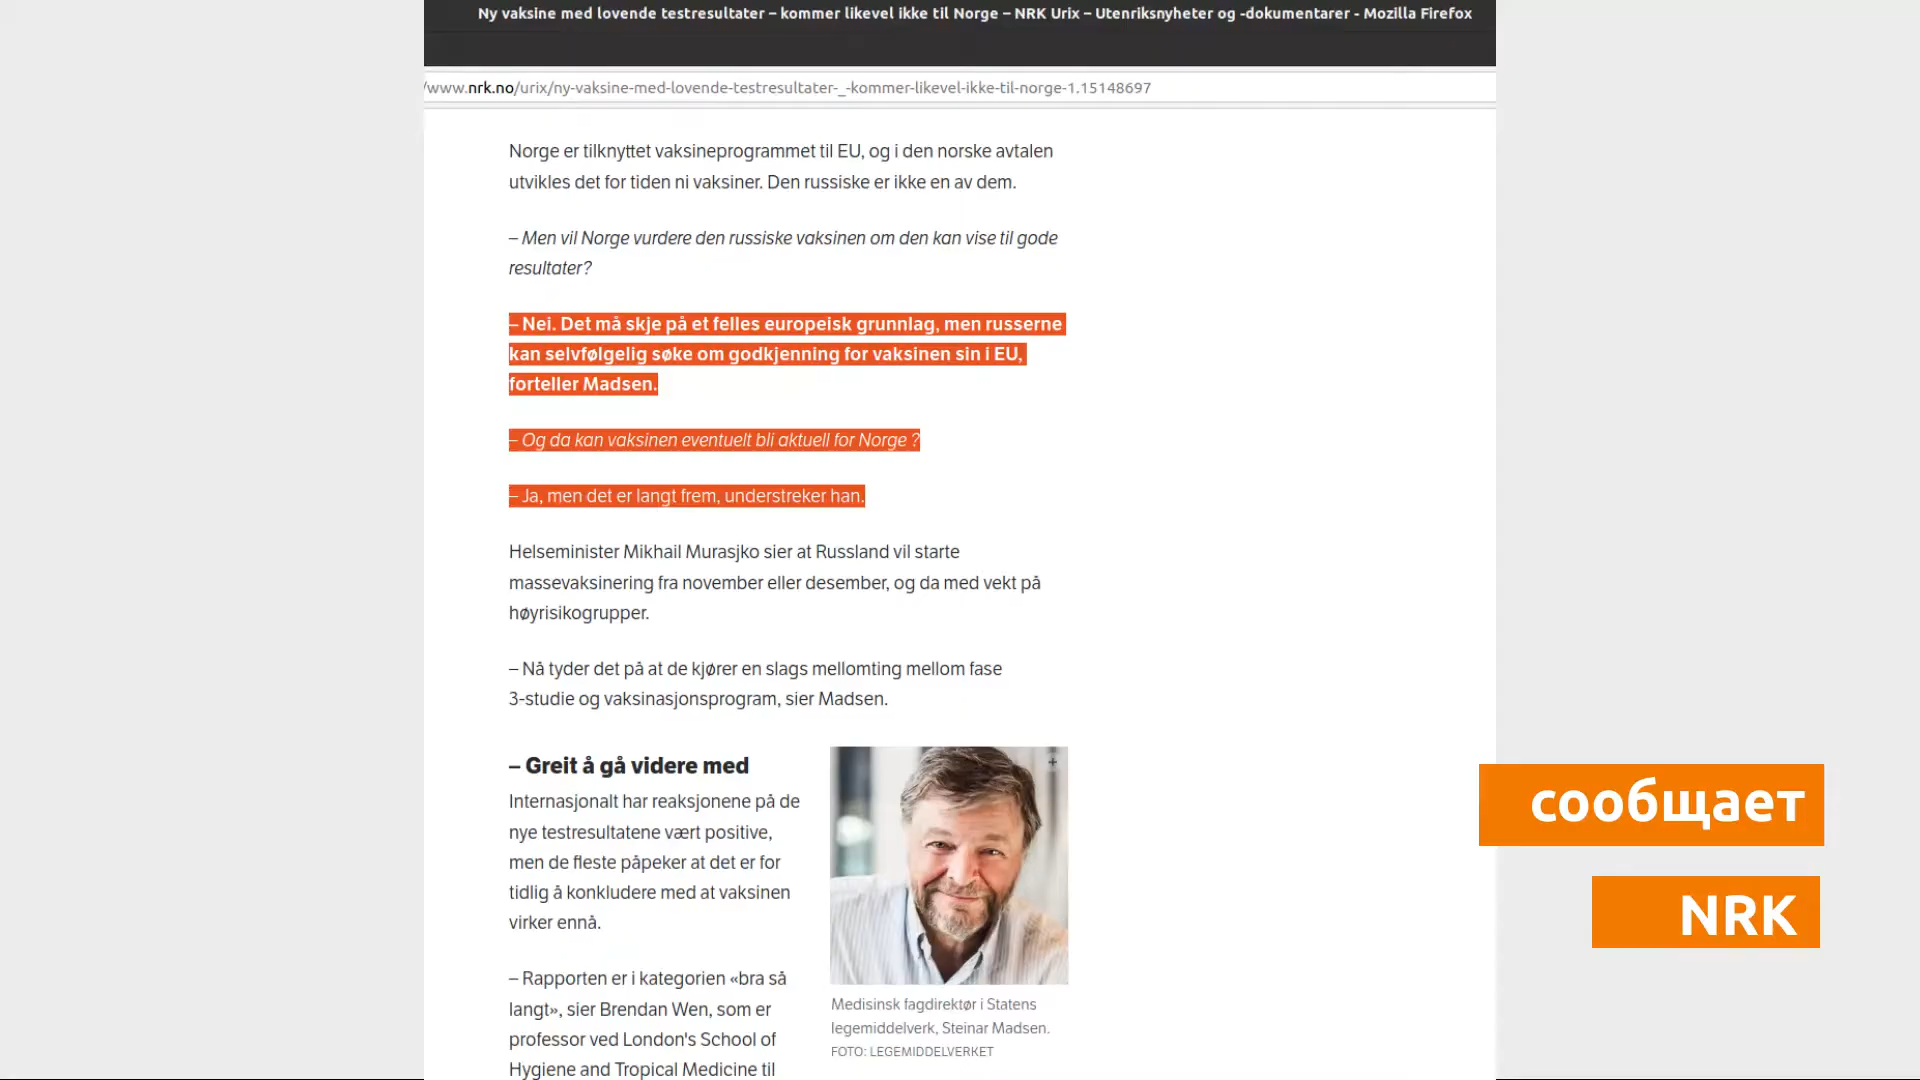 Ny vaksine med lovende testresultater – kommer likevel ikke til Norge – NRK Urix – Utenriksnyheter og -dokumentarer - Mozilla Firefox
/www.nrk.no/urix/ny-vaksine-med-lovende-testresultater-_-kommer-likevel-ikke-til-norge-1.15148697
Norge er tilknyttet vaksineprogrammet til EU, og i den norske avtalen
utvikles det for tiden ni vaksiner. Den russiske er ikke en av dem.
– Men vil Norge vurdere den russiske vaksinen om den kan vise til gode
resultater?
– Nei. Det må skje på et felles europeisk grunnlag, men russerne
kan selvfølgelig søke om godkjenning for vaksinen sin i EU,
forteller Madsen.
– Og da kan vaksinen eventuelt bli aktuell for Norge ?
– Ja, men det er langt frem, understreker han.
Helseminister Mikhail Murasjko sier at Russland vil starte
massevaksinering fra november eller desember, og da med vekt på
høyrisikogrupper.
– Nå tyder det på at de kjører en slags mellomting mellom fase
3-studie og vaksinasjonsprogram, sier Madsen.
– Greit å gå videre med
Internasjonalt har reaksjonene på de
nye testresultatene vært positive,
men de fleste påpeker at det er for
tidlig å konkludere med at vaksinen
virker ennå.
– Rapporten er i kategorien «bra så
langt», sier Brendan Wen, som er
professor ved London's School of
Hygiene and Tropical Medicine til
Medisinsk fagdirektør i Statens
legemiddelverk, Steinar Madsen.
FOTO: LEGEMIDDELVERKET
сообщает
NRK